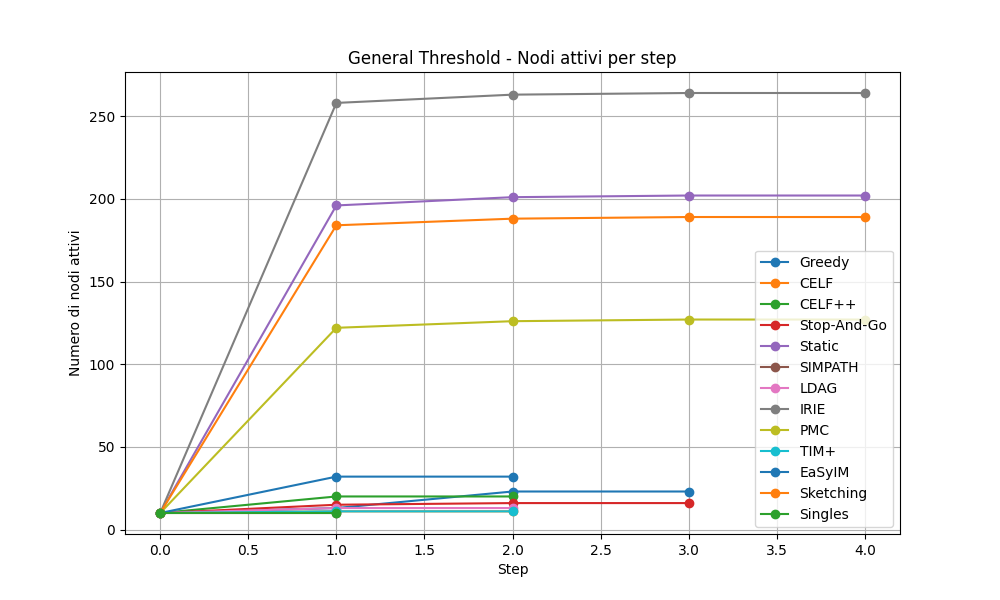 General Threshold - Nodi attivi per step
Numero di nodi attivi
250
200
150
100
50
0
0.0 0.5 1.0 1.5 2.0 2.5 3.0 3.5 4.0
Step
Greedy
CELF
CELF++
Stop-And-Go
Static
SIMPATH
LDAG
IRIE
PMC
TIM+
EaSyIM
Sketching
Singles